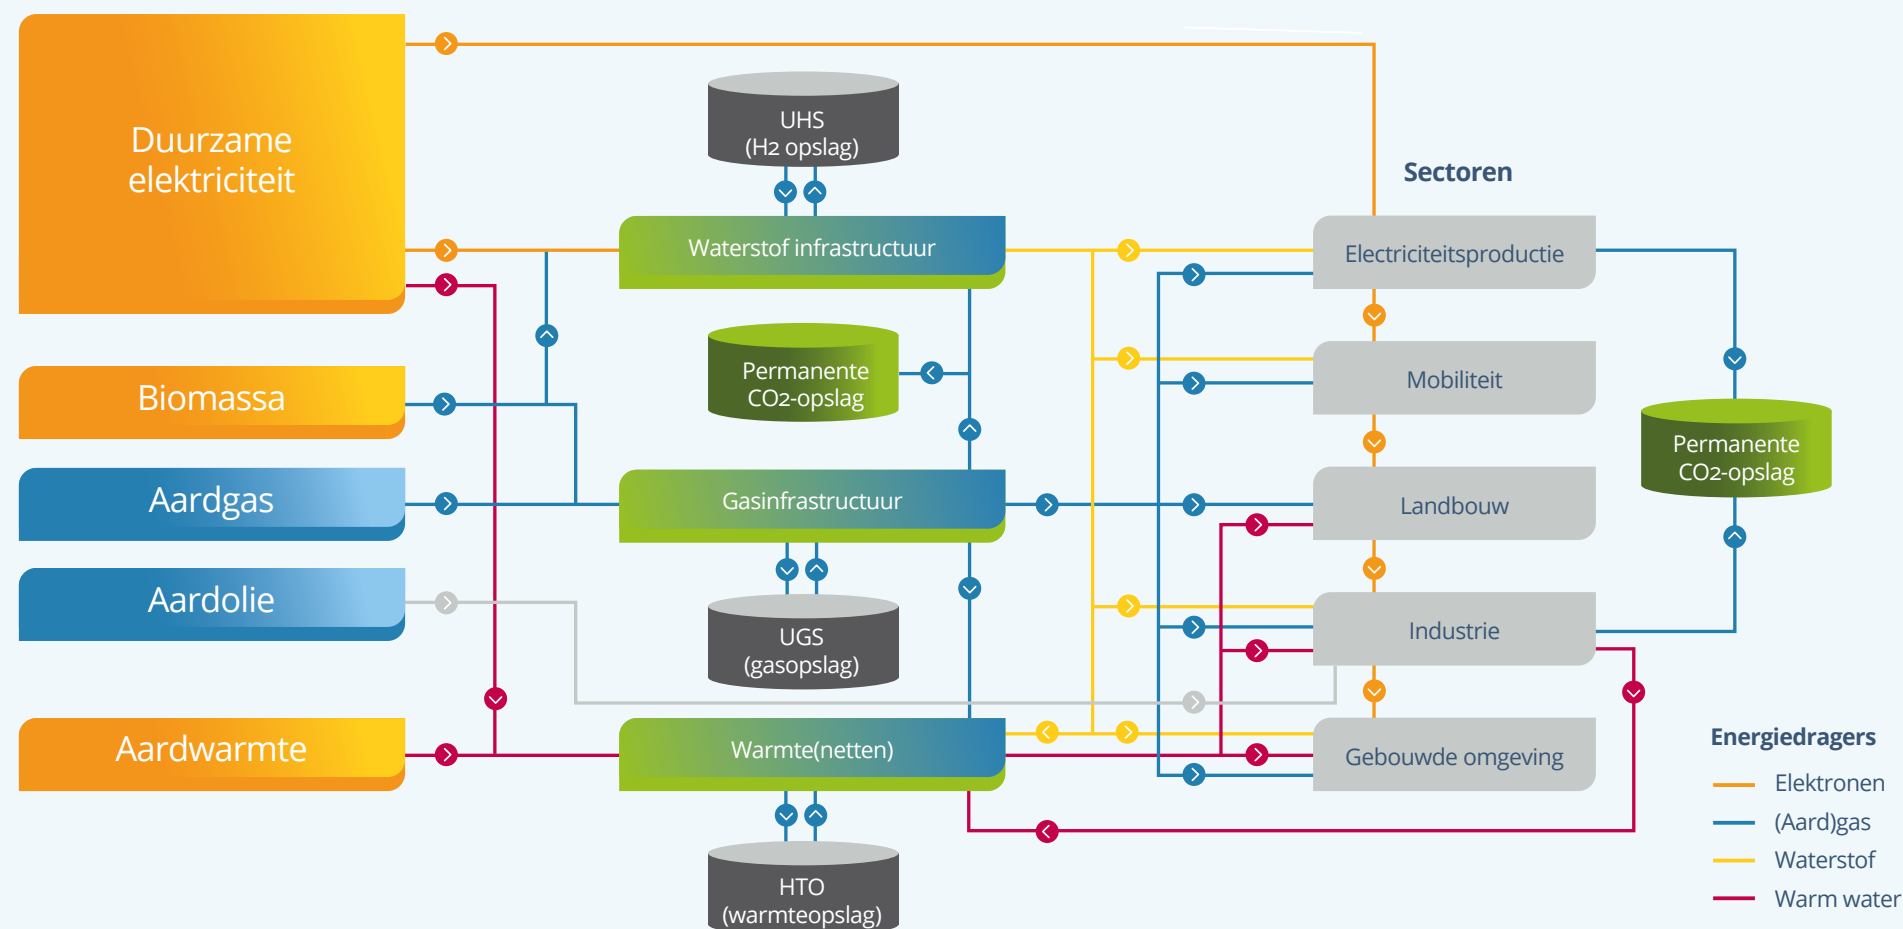 Duurzame
elektriciteit
Biomassa
Aardgas
Aardolie
Aardwarmte
UHS
(H2 opslag)
Waterstof infrastructuur
Permanente
CO2-opslag
Gasinfrastructuur
UGS
(gasopslag)
Warmte(netten)
HTO
(warmteopslag)
Sectoren
Electriciteitsproductie
Mobiliteit
Landbouw
Industrie
Gebouwde omgeving
Permanente
CO2-opslag
Energiedragers
Elektronen
(Aard)gas
Waterstof
Warm water